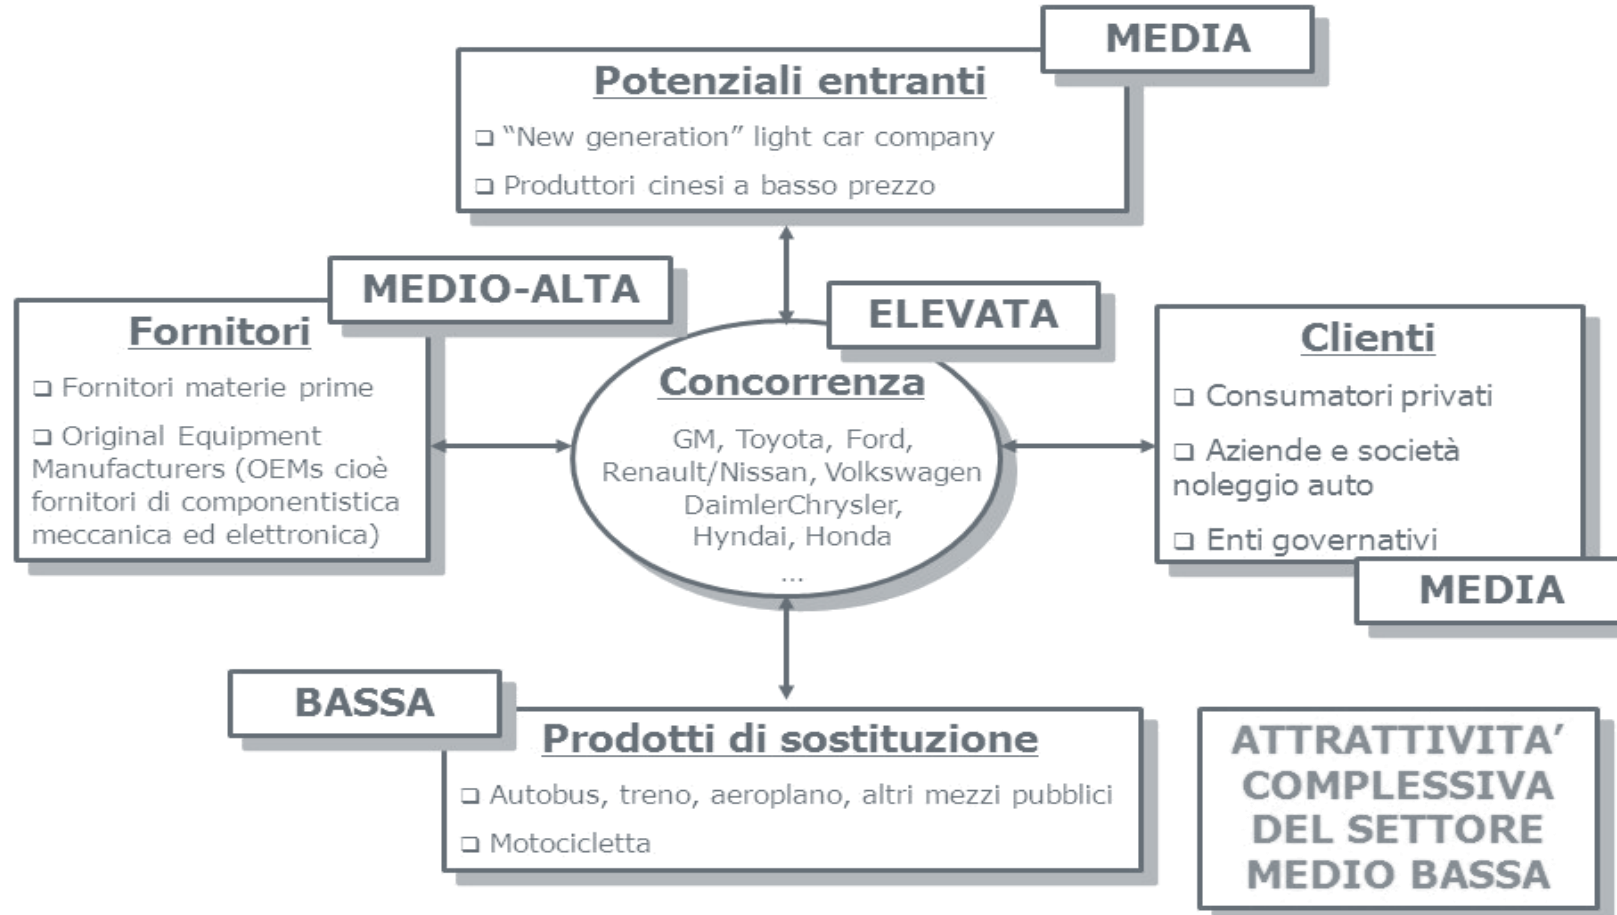 MEDIA
Potenziali entranti
❑ “New generation” light car company
❑ Produttori cinesi a basso prezzo
MEDIO-ALTA
Fornitori
❑ Fornitori materie prime
❑ Original Equipment
Manufacturers (OEMs cioè
fornitori di componentistica
meccanica ed elettronica)
ELEVATA
Concorrenza
GM, Toyota, Ford,
Renault/Nissan, Volkswagen
DaimlerChrysler,
Hyndai, Honda
...
Clienti
❑ Consumatori privati
❑ Aziende e società
noleggio auto
❑ Enti governativi
MEDIA
BASSA
Prodotti di sostituzione
❑ Autobus, treno, aeroplano, altri mezzi pubblici
❑ Motocicletta
ATTRATTIVITA’
COMPLESSIVA
DEL SETTORE
MEDIO BASSA